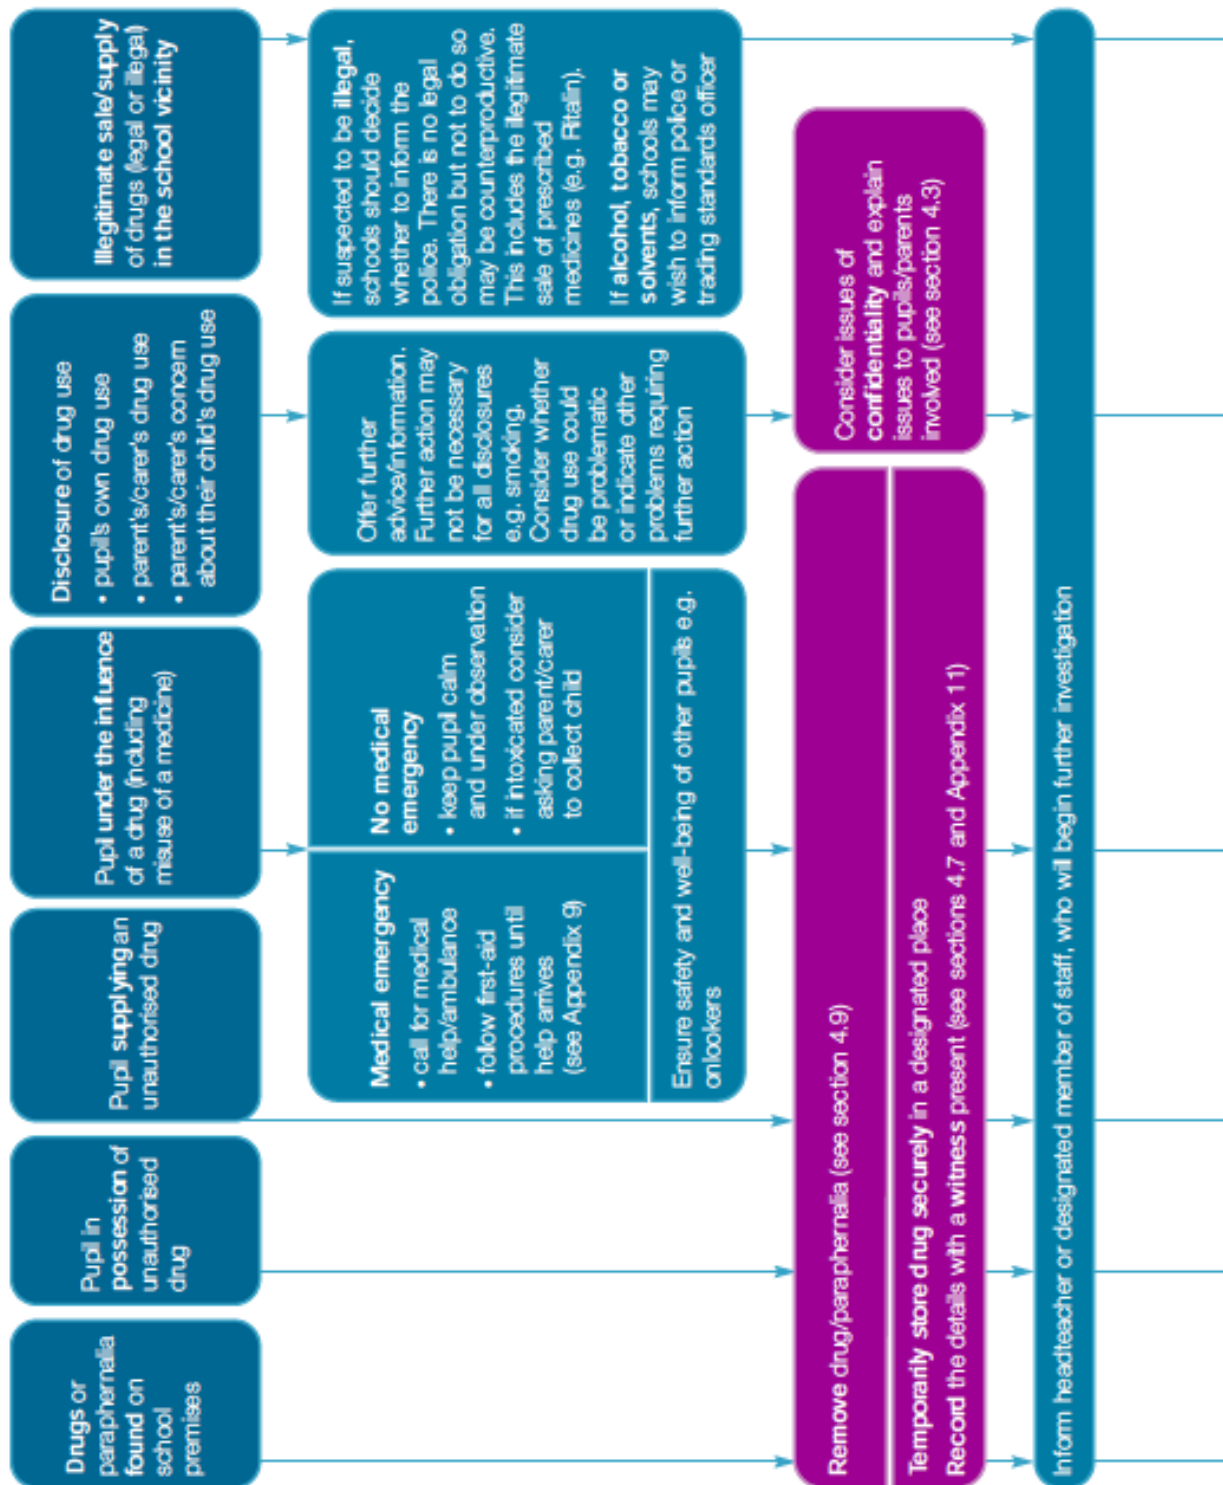 Drugs or
paraphernalia
found on
school
premises
Pupil in
possession of
unauthorised
drug
Pupil supplying an
unauthorised drug
Pupil under the influence
of a drug (including
misuse of a medicine)
Disclosure of drug use
• pupil's own drug use
• parent's/carer's drug use
• parent's/carer's concern
about their child's drug use
Illegitimate sale/supply
of drugs (legal or illegal)
in the school vicinity
Medical emergency
• call for medical
help/ambulance
• follow first-aid
procedures until
help arrives
(see Appendix 9)
No medical
emergency
• keep pupil calm
and under observation
• if intoxicated consider
asking parent/carer
to collect child
Ensure safety and well-being of other pupils e.g.
onlookers
Offer further
advice/information.
Further action may
not be necessary
for all disclosures
e.g. smoking.
Consider whether
drug use could
be problematic
or indicate other
problems requiring
further action
If suspected to be illegal,
schools should decide
whether to inform the
police. There is no legal
obligation but not to do so
may be counterproductive.
This includes the illegitimate
sale of prescribed
medicines (e.g. Ritalin).
If alcohol, tobacco or
solvents, schools may
wish to inform police or
trading standards officer
Remove drug/paraphernalia (see section 4.9)
Temporarily store drug securely in a designated place
Record the details with a witness present (see sections 4.7 and Appendix 11)
Consider issues of
confidentiality and explain
issues to pupils/parents
involved (see section 4.3)
Inform headteacher or designated member of staff, who will begin further investigation